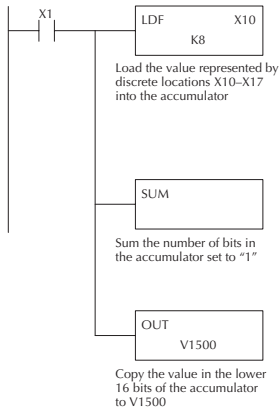 X1
LDF X10
K8
Load the value represented by
discrete locations X10–X17
into the accumulator
SUM
Sum the number of bits in
the accumulator set to “1”
OUT
V1500
Copy the value in the lower
16 bits of the accumulator
to V1500